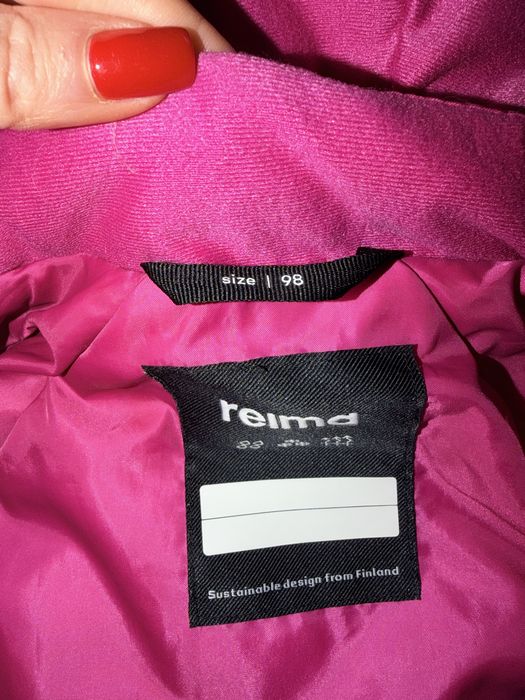 size | 98
reima
Sustainable design from Finland